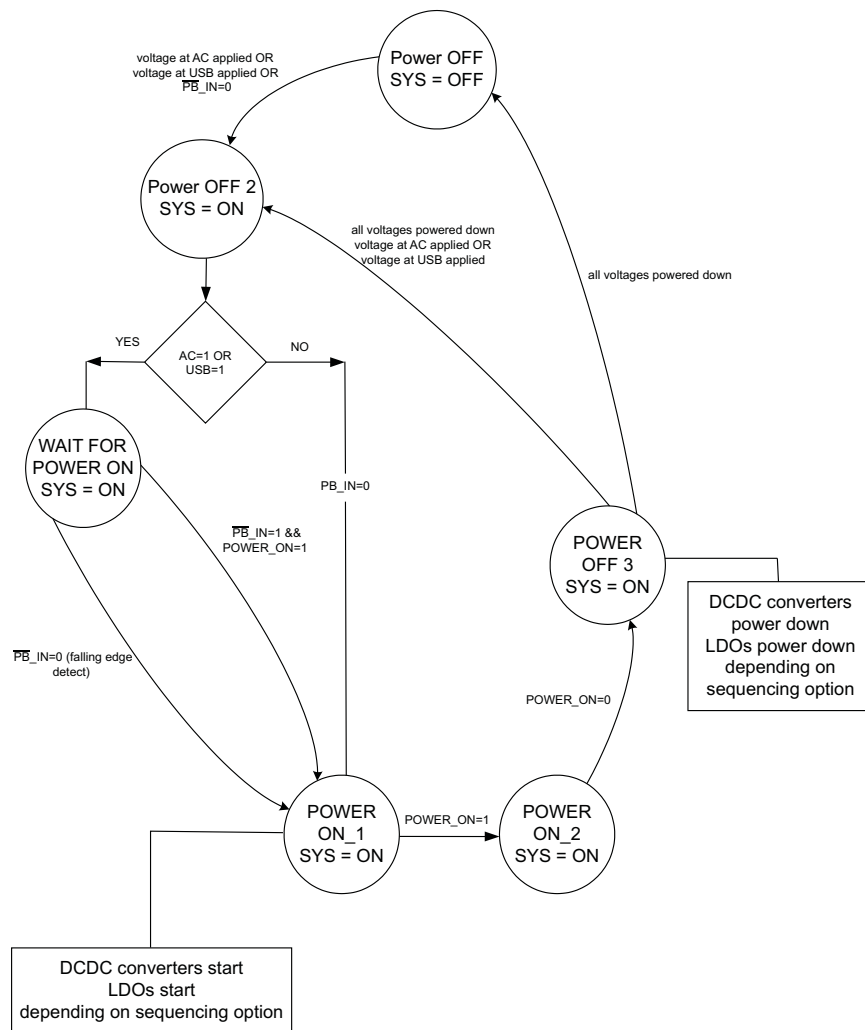 Power OFF
SYS = OFF
voltage at AC applied OR
voltage at USB applied OR
P̅B̅_IN=0
Power OFF 2
SYS = ON
all voltages powered down
voltage at AC applied OR
voltage at USB applied
all voltages powered down
YES
AC=1 OR
USB=1
NO
WAIT FOR
POWER ON
SYS = ON
PB_IN=0
P̅B̅_IN=1 &&
POWER_ON=1
POWER
OFF 3
SYS = ON
DCDC converters
power down
LDOs power down
depending on
sequencing option
P̅B̅_IN=0 (falling edge
detect)
POWER_ON=0
POWER
ON_1
SYS = ON
POWER_ON=1
POWER
ON_2
SYS = ON
DCDC converters start
LDOs start
depending on sequencing option